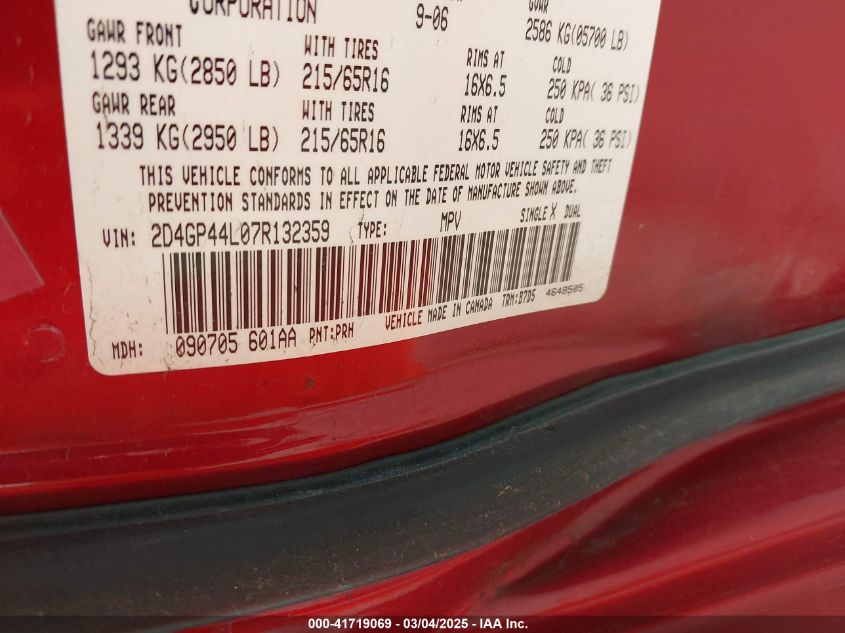 CORPORATION 9-06 GVWR
GAWR FRONT WITH TIRES RIMS AT COLD 2586 KG(05700 LB)
1293 KG(2850 LB) 215/65R16 16X6.5 250 KPA( 36 PSI)
GAWR REAR WITH TIRES RIMS AT COLD
1339 KG(2950 LB) 215/65R16 16X6.5 250 KPA( 36 PSI)
THIS VEHICLE CONFORMS TO ALL APPLICABLE FEDERAL MOTOR VEHICLE SAFETY AND THEFT
PREVENTION STANDARDS IN EFFECT ON THE DATE OF MANUFACTURE SHOWN ABOVE.
VIN: 2D4GP44L07R132359 TYPE: MPV SINGLE X DUAL
MDH: 090705 601AA PNT:PRH VEHICLE MADE IN CANADA TRM:B7D5 4648505
000-41719069 - 03/04/2025 - IAA Inc.